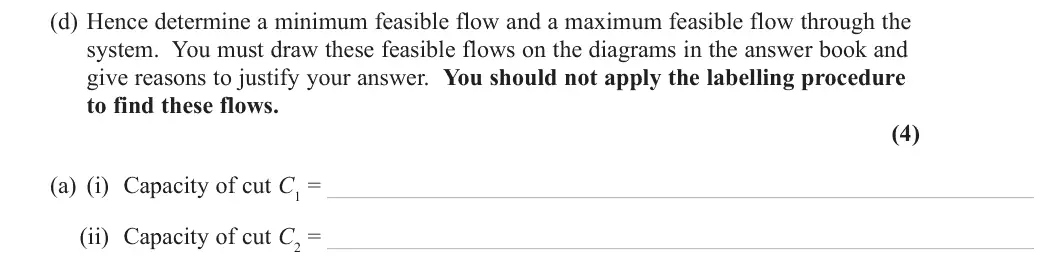 (d) Hence determine a minimum feasible flow and a maximum feasible flow through the
system. You must draw these feasible flows on the diagrams in the answer book and
give reasons to justify your answer. You should not apply the labelling procedure
to find these flows.
(4)
(a) (i) Capacity of cut C₁ =
(ii) Capacity of cut C₂ =